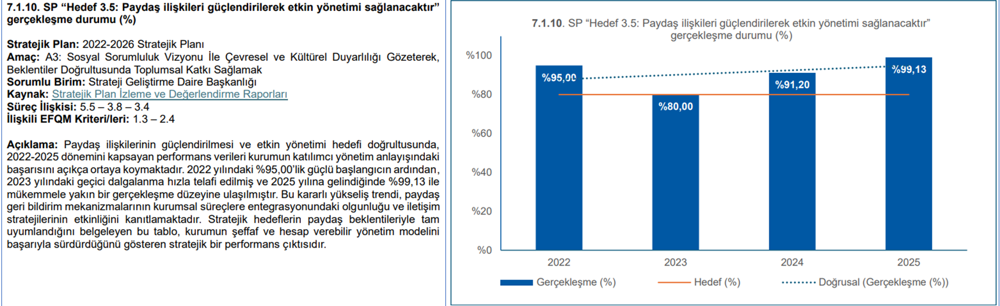 7.1.10. SP “Hedef 3.5: Paydaş ilişkileri güçlendirilerek etkin yönetimi sağlanacaktır”
gerçekleşme durumu (%)
Stratejik Plan: 2022-2026 Stratejik Planı
Amaç: A3: Sosyal Sorumluluk Vizyonu İle Çevresel ve Kültürel Duyarlılığı Gözeterek,
Beklentiler Doğrultusunda Toplumsal Katkı Sağlamak
Sorumlu Birim: Strateji Geliştirme Daire Başkanlığı
Kaynak: Stratejik Plan İzleme ve Değerlendirme Raporları
Süreç İlişkisi: 5.5 – 3.8 – 3.4
İlişkili EFQM Kriteri/leri: 1.3 – 2.4
Açıklama: Paydaş ilişkilerinin güçlendirilmesi ve etkin yönetimi hedefi doğrultusunda,
2022-2025 dönemini kapsayan performans verileri kurumun katılımcı yönetim anlayışındaki
başarısını açıkça ortaya koymaktadır. 2022 yılındaki %95,00’lik güçlü başlangıcın ardından,
2023 yılındaki geçici dalgalanma hızla telafi edilmiş ve 2025 yılına gelindiğinde %99,13 ile
mükemmele yakın bir gerçekleşme düzeyine ulaşılmıştır. Bu kararlı yükseliş trendi, paydaş
geri bildirim mekanizmalarının kurumsal süreçlere entegrasyonundaki olgunluğu ve iletişim
stratejilerinin etkinliğini kanıtlamaktadır. Stratejik hedeflerin paydaş beklentileriyle tam
uyumlandığını belgeleyen bu tablo, kurumun şeffaf ve hesap verebilir yönetim modelini
başarıyla sürdürdüğünü gösteren stratejik bir performans çıktısıdır.
7.1.10. SP “Hedef 3.5: Paydaş ilişkileri güçlendirilerek etkin yönetimi sağlanacaktır”
gerçekleşme durumu (%)
%100
%80
%60
%40
%20
%0
%95,00
%80,00
%91,20
%99,13
2022 2023 2024 2025
Gerçekleşme (%) Hedef (%) Doğrusal (Gerçekleşme (%))